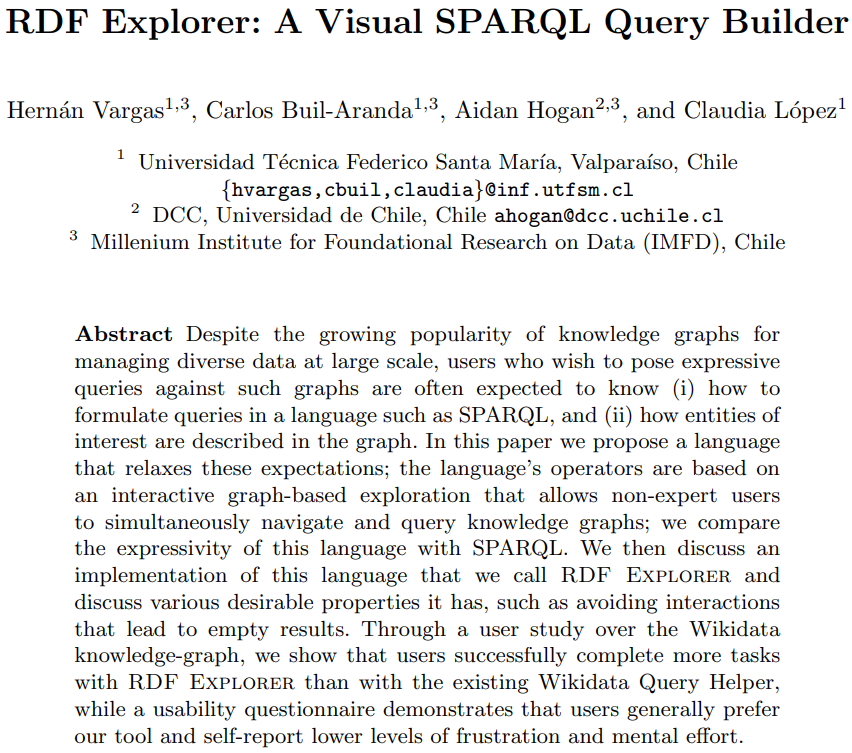 RDF Explorer: A Visual SPARQL Query Builder
Hernán Vargas1,3, Carlos Buil-Aranda1,3, Aidan Hogan2,3, and Claudia López1
1 Universidad Técnica Federico Santa María, Valparaíso, Chile
{hvargas,cbuil,claudia}@inf.utfsm.cl
2 DCC, Universidad de Chile, Chile ahogan@dcc.uchile.cl
3 Millenium Institute for Foundational Research on Data (IMFD), Chile
Abstract Despite the growing popularity of knowledge graphs for
managing diverse data at large scale, users who wish to pose expressive
queries against such graphs are often expected to know (i) how to
formulate queries in a language such as SPARQL, and (ii) how entities of
interest are described in the graph. In this paper we propose a language
that relaxes these expectations; the language's operators are based on
an interactive graph-based exploration that allows non-expert users
to simultaneously navigate and query knowledge graphs; we compare
the expressivity of this language with SPARQL. We then discuss an
implementation of this language that we call RDF Explorer and
discuss various desirable properties it has, such as avoiding interactions
that lead to empty results. Through a user study over the Wikidata
knowledge-graph, we show that users successfully complete more tasks
with RDF Explorer than with the existing Wikidata Query Helper,
while a usability questionnaire demonstrates that users generally prefer
our tool and self-report lower levels of frustration and mental effort.